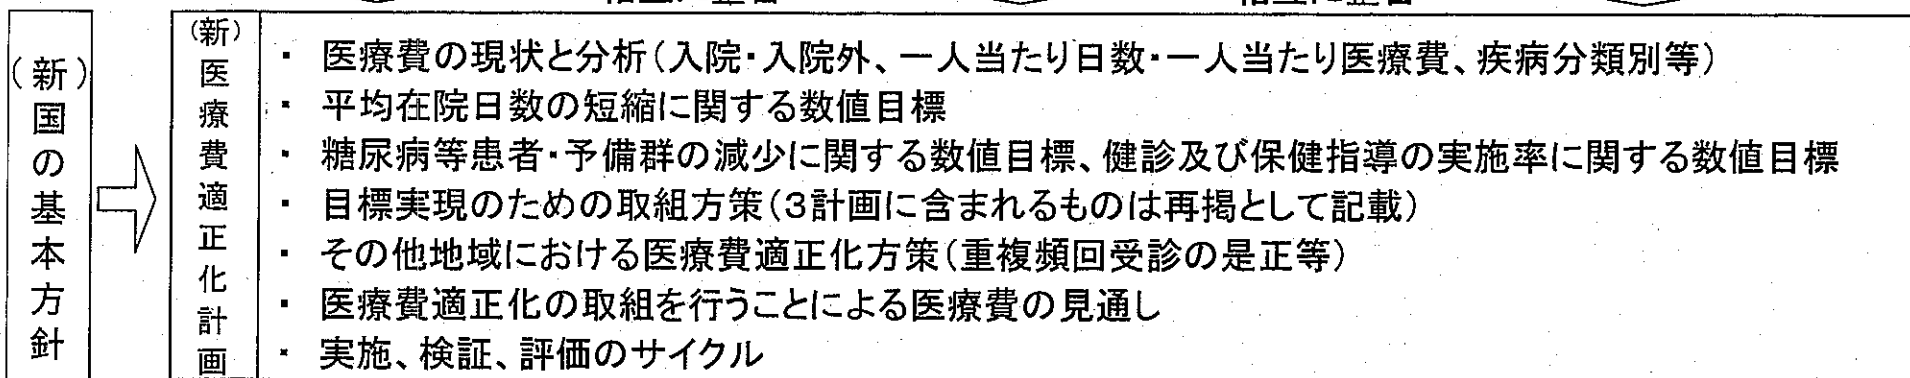 (新)国の基本方針
(新)医療費適正化計画
・ 医療費の現状と分析(入院・入院外、一人当たり日数・一人当たり医療費、疾病分類別等)
・ 平均在院日数の短縮に関する数値目標
・ 糖尿病等患者・予備群の減少に関する数値目標、健診及び保健指導の実施率に関する数値目標
・ 目標実現のための取組方策(3計画に含まれるものは再掲として記載)
・ その他地域における医療費適正化方策(重複頻回受診の是正等)
・ 医療費適正化の取組を行うことによる医療費の見通し
・ 実施、検証、評価のサイクル